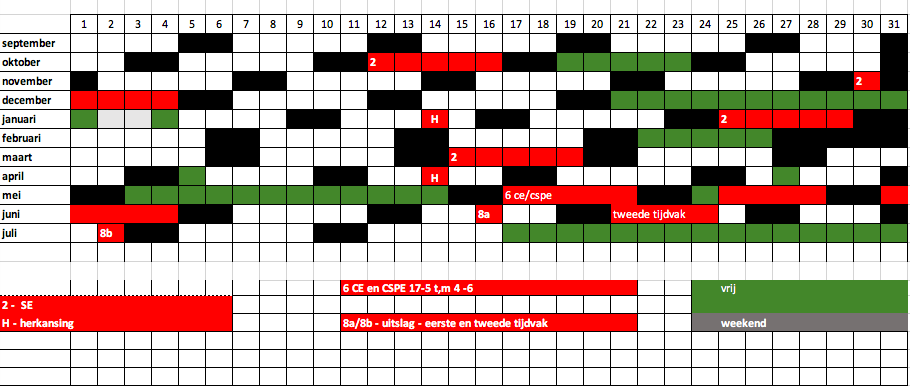 1 2 3 4 5 6 7 8 9 10 11 12 13 14 15 16 17 18 19 20 21 22 23 24 25 26 27 28 29 30 31
september
oktober 2
november 2
december
januari H 2
februari
maart 2
april H
mei 6 ce/cspe
juni 8a tweede tijdvak
juli 8b
6 CE en CSPE 17-5 t,m 4 -6 vrij
2 - SE
H - herkansing 8a/8b - uitslag - eerste en tweede tijdvak weekend